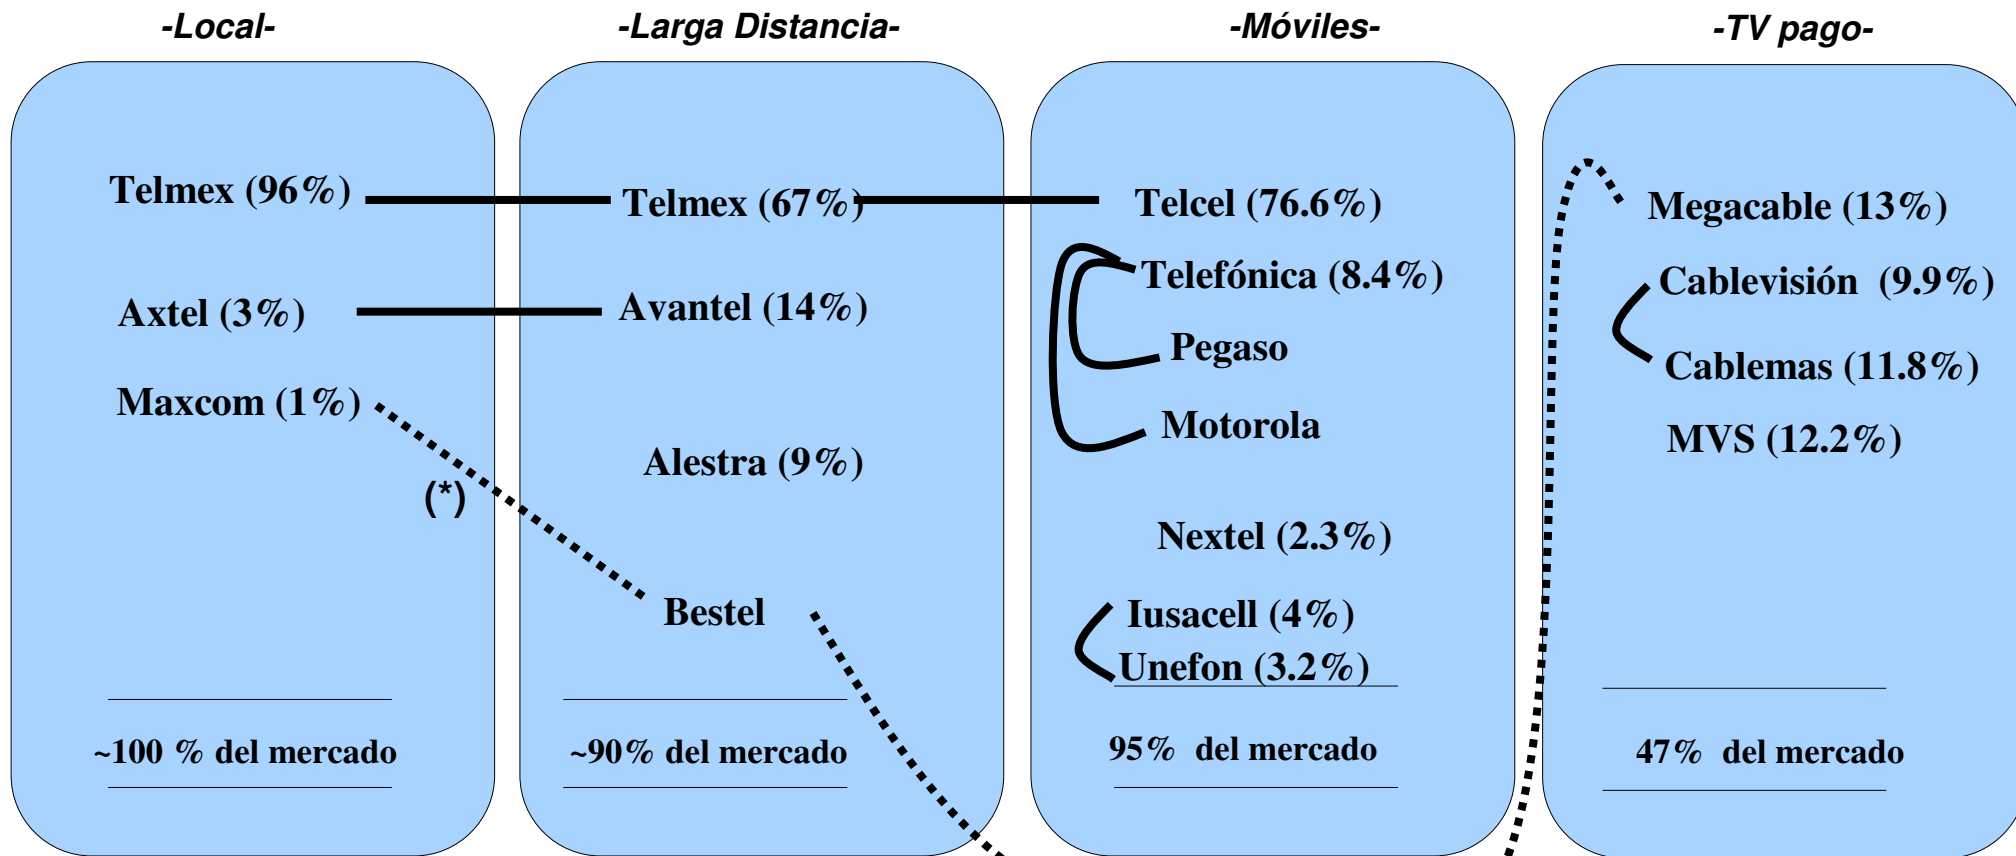 -Local-
Telmex (96%)
Axtel (3%)
Maxcom (1%)
(*)
~100 % del mercado
-Larga Distancia-
Telmex (67%)
Avantel (14%)
Alestra (9%)
Bestel
~90% del mercado
-Móviles-
Telcel (76.6%)
Telefónica (8.4%)
Pegaso
Motorola
Nextel (2.3%)
Iusacell (4%)
Unefon (3.2%)
95% del mercado
-TV pago-
Megacable (13%)
Cablevisión (9.9%)
Cablemas (11.8%)
MVS (12.2%)
47% del mercado